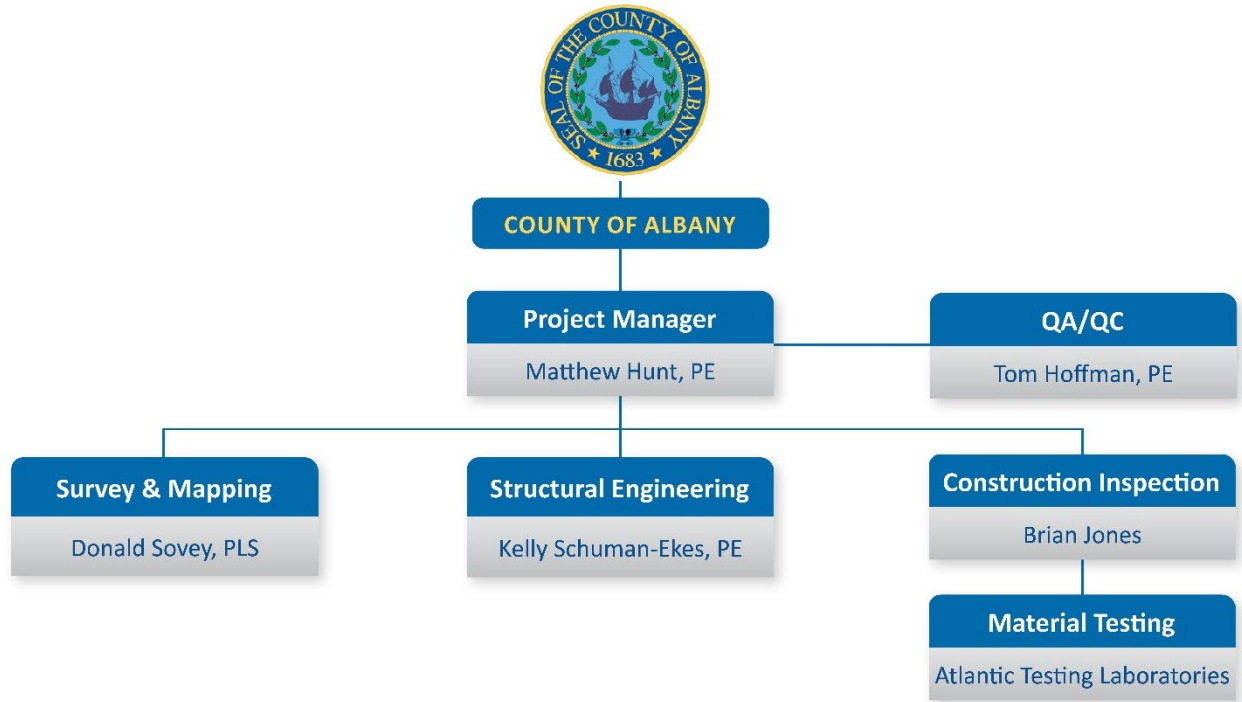 SEAL OF THE COUNTY OF ALBANY
★ 1683 ★
COUNTY OF ALBANY
Project Manager
Matthew Hunt, PE
QA/QC
Tom Hoffman, PE
Survey & Mapping
Donald Sovey, PLS
Structural Engineering
Kelly Schuman-Ekes, PE
Construction Inspection
Brian Jones
Material Testing
Atlantic Testing Laboratories